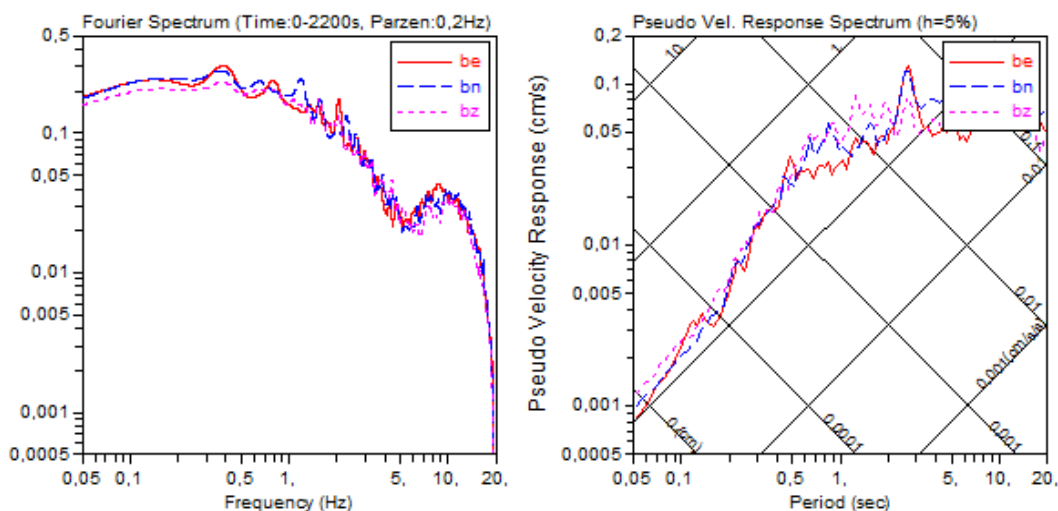 Fourier Spectrum (Time:0-2200s, Parzen:0,2Hz)
0,5
0,1
0,05
0,01
0,005
0,001
0,0005
be
bn
bz
0,05 0,1 0,5 1, 5, 10, 20,
Frequency (Hz)
Pseudo Vel. Response Spectrum (h=5%)
Pseudo Velocity Response (cm/s)
0,2
0,1
0,05
0,01
0,005
0,001
0,0005
10
1
be
bn
bz
0,1
0,01
0,001(cm/s/s)
0,(cm)
0,0001
0,001
0,05 0,1 0,5 1, 5, 10, 20,
Period (sec)